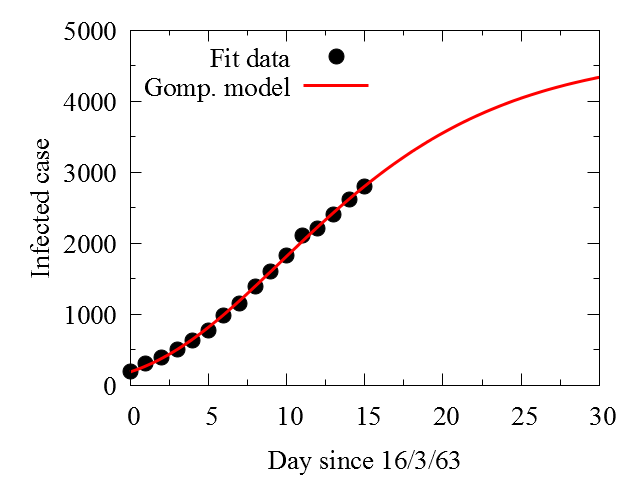 5000
4000
3000
2000
1000
0
Infected case
Fit data
Gomp. model
0 5 10 15 20 25 30
Day since 16/3/63